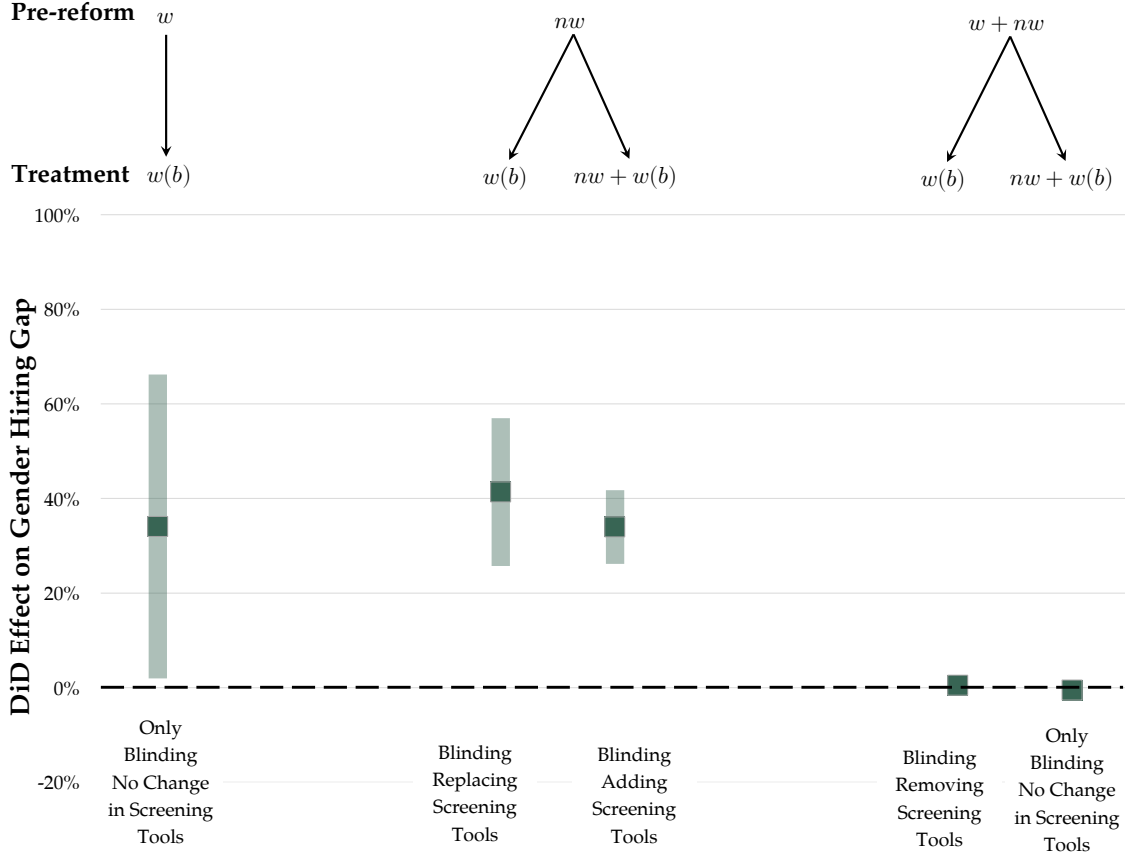 Pre-reform w nw w + nw
Treatment w(b) w(b) nw + w(b) w(b) nw + w(b)
DiD Effect on Gender Hiring Gap
100%
80%
60%
40%
20%
0%
-20%
Only
Blinding
No Change
in Screening
Tools
Blinding
Replacing
Screening
Tools
Blinding
Adding
Screening
Tools
Blinding
Removing
Screening
Tools
Only
Blinding
No Change
in Screening
Tools